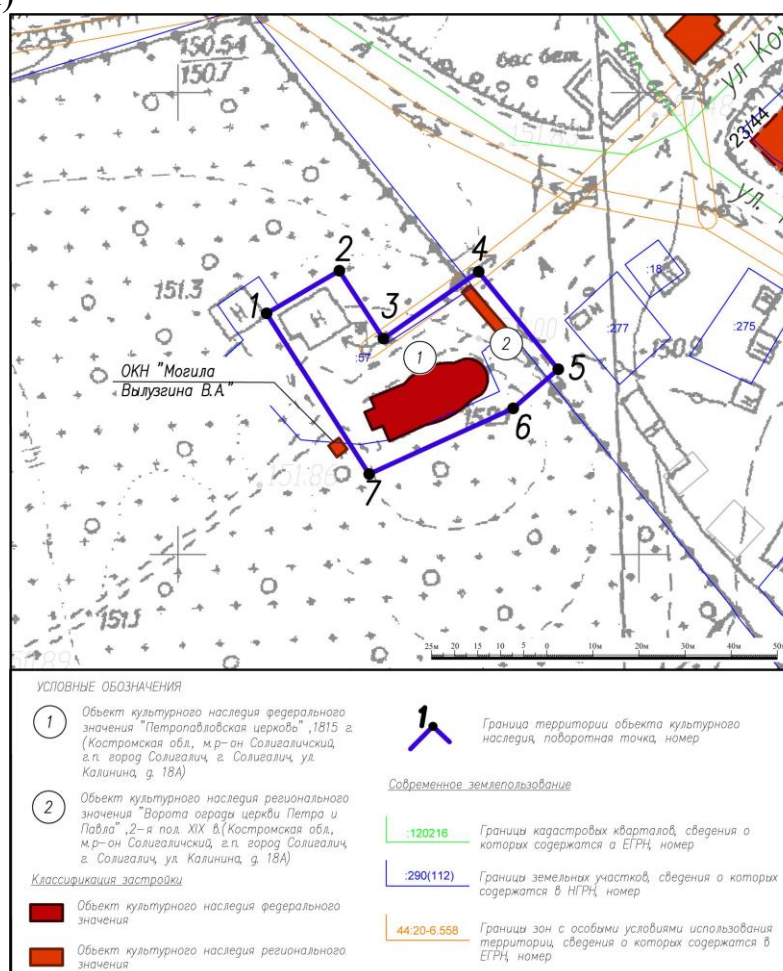 150.54
150.7
бас бет
ул Ко
23/44
ул.
2
4
151.3
1
3
:18
:277
:275
:57
1
2
5
150.9
ОКН "Могила
Вылузгина В.А."
6
7
151.86
151.1
25м 20 15 10 5 0 10м 20м 30м 40м 50
УСЛОВНЫЕ ОБОЗНАЧЕНИЯ
1
Объект культурного наследия федерального
значения "Петропавловская церковь" ,1815 г.
(Костромская обл., м.р-он Солигаличский,
г.п. город Солигалич, г. Солигалич, ул.
Калинина, д. 18А)
2
Объект культурного наследия регионального
значения "Ворота ограды церкви Петра и
Павла" ,2-я пол. XIX в.(Костромская обл.,
м.р-он Солигаличский, г.п. город Солигалич,
г. Солигалич, ул. Калинина, д. 18А)
Классификация застройки
Объект культурного наследия федерального
значения
Объект культурного наследия регионального
значения
1
Граница территории объекта культурного
наследия, поворотная точка, номер
Современное землепользование
:120216
Границы кадастровых кварталов, сведения о
которых содержатся а ЕГРН, номер
:290(112)
Границы земельных участков, сведения о которых
содержатся в НГРН, номер
44:20-6.558
Границы зон с особыми условиями использования
территории, сведения о которых содержатся в
ЕГРН, номер